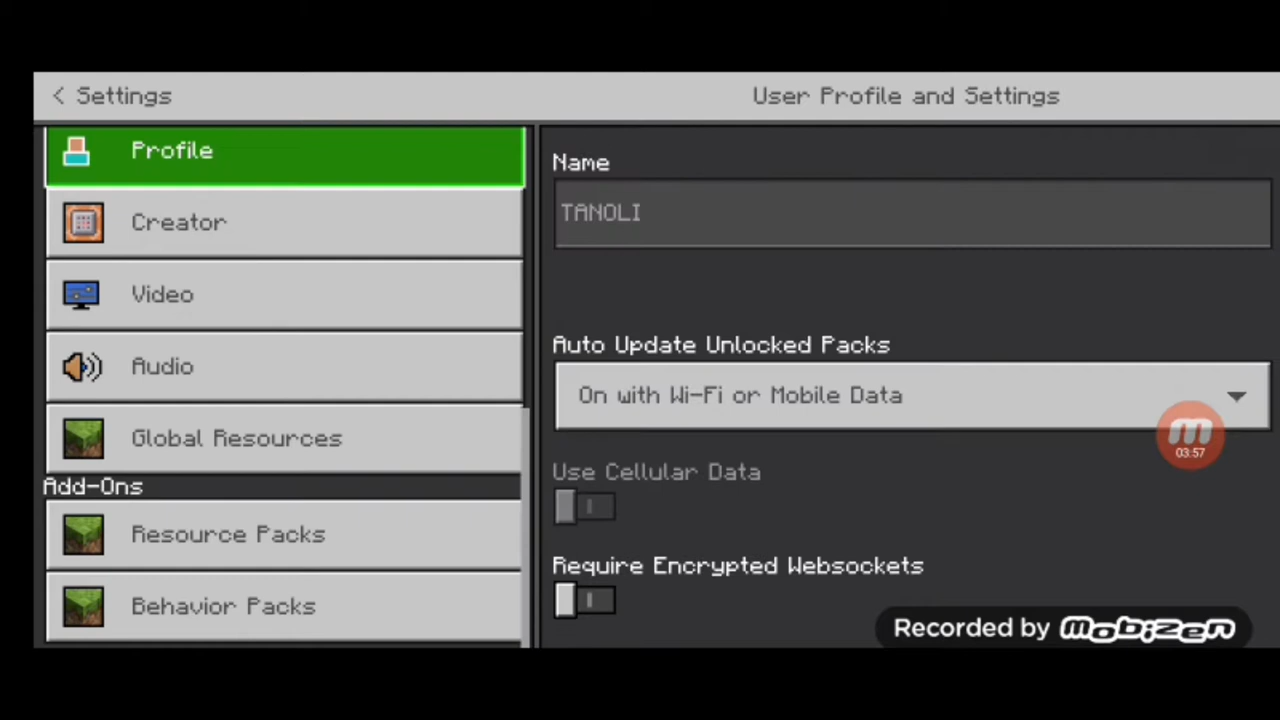 < Settings
User Profile and Settings
Profile
Creator
Video
Audio
Global Resources
Add-Ons
Resource Packs
Behavior Packs
Name
TANOLI
Auto Update Unlocked Packs
On with Wi-Fi or Mobile Data
Use Cellular Data
Require Encrypted Websockets
03:57
Recorded by Mobizen